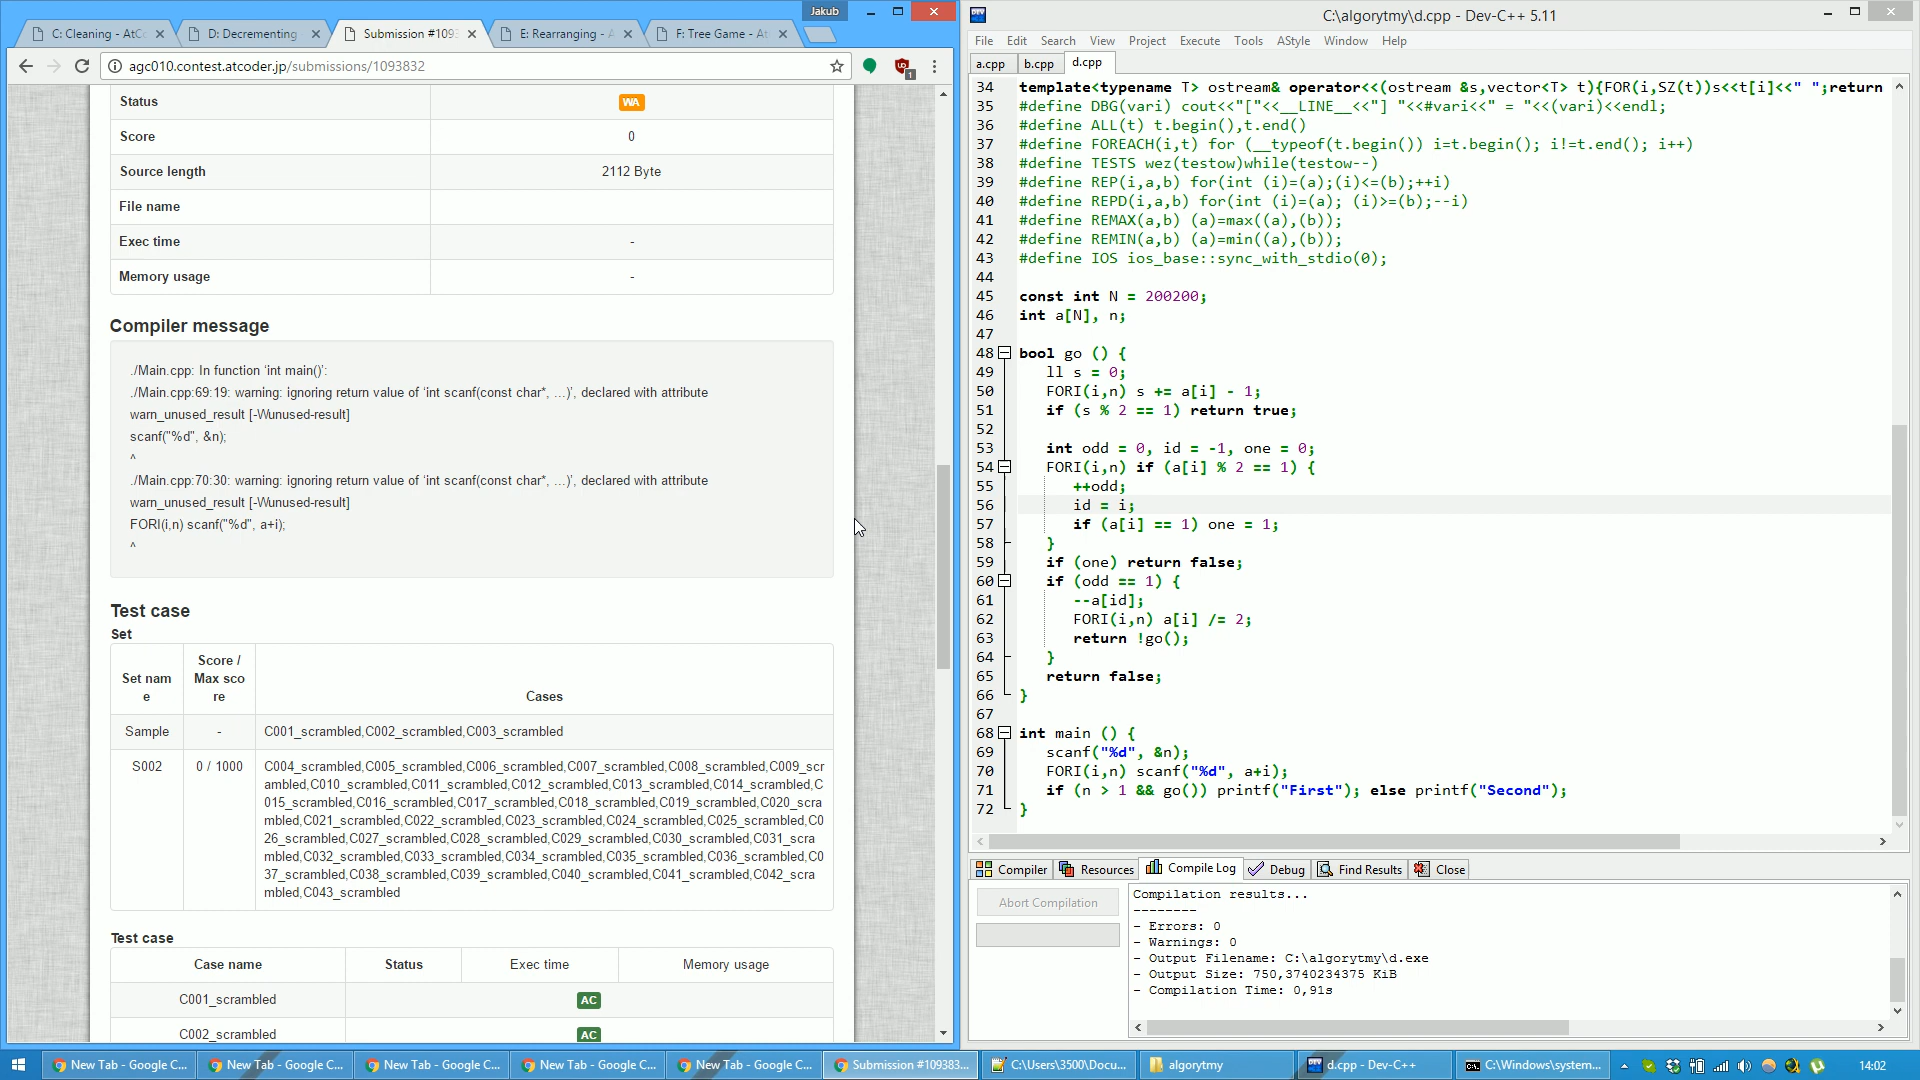 Jakub
C: Cleaning - AtCo
D: Decrementing
Submission #1093
E: Rearranging - A
F: Tree Game - At
agc010.contest.atcoder.jp/submissions/1093832
Status WA
Score 0
Source length 2112 Byte
File name
Exec time -
Memory usage -
Compiler message
./Main.cpp: In function ‘int main()’:
./Main.cpp:69:19: warning: ignoring return value of ‘int scanf(const char*, ...)’, declared with attribute
warn_unused_result [-Wunused-result]
scanf("%d", &n);
^
./Main.cpp:70:30: warning: ignoring return value of ‘int scanf(const char*, ...)’, declared with attribute
warn_unused_result [-Wunused-result]
FORI(i,n) scanf("%d", a+i);
^
Test case
Set
Set nam
e
Score /
Max sco
re
Cases
Sample - C001_scrambled,C002_scrambled,C003_scrambled
S002 0 / 1000 C004_scrambled,C005_scrambled,C006_scrambled,C007_scrambled,C008_scrambled,C009_scr
ambled,C010_scrambled,C011_scrambled,C012_scrambled,C013_scrambled,C014_scrambled,C
015_scrambled,C016_scrambled,C017_scrambled,C018_scrambled,C019_scrambled,C020_scra
mbled,C021_scrambled,C022_scrambled,C023_scrambled,C024_scrambled,C025_scrambled,C0
26_scrambled,C027_scrambled,C028_scrambled,C029_scrambled,C030_scrambled,C031_scra
mbled,C032_scrambled,C033_scrambled,C034_scrambled,C035_scrambled,C036_scrambled,C0
37_scrambled,C038_scrambled,C039_scrambled,C040_scrambled,C041_scrambled,C042_scra
mbled,C043_scrambled
Test case
Case name Status Exec time Memory usage
C001_scrambled AC
C002_scrambled AC
C:\algorytmy\d.cpp - Dev-C++ 5.11
File Edit Search View Project Execute Tools AStyle Window Help
a.cpp b.cpp d.cpp
34 template<typename T> ostream& operator<<(ostream &s,vector<T> t){FOR(i,SZ(t))s<<t[i]<<" ";return
35 #define DBG(vari) cout<<"["<<__LINE__<<"] "<<#vari<<" = "<<(vari)<<endl;
36 #define ALL(t) t.begin(),t.end()
37 #define FOREACH(i,t) for (__typeof(t.begin()) i=t.begin(); i!=t.end(); i++)
38 #define TESTS wez(testow)while(testow--)
39 #define REP(i,a,b) for(int (i)=(a);(i)<=(b);++i)
40 #define REPD(i,a,b) for(int (i)=(a); (i)>=(b);--i)
41 #define REMAX(a,b) (a)=max((a),(b));
42 #define REMIN(a,b) (a)=min((a),(b));
43 #define IOS ios_base::sync_with_stdio(0);
44
45 const int N = 200200;
46 int a[N], n;
47
48 bool go () {
49 ll s = 0;
50 FORI(i,n) s += a[i] - 1;
51 if (s % 2 == 1) return true;
52
53 int odd = 0, id = -1, one = 0;
54 FORI(i,n) if (a[i] % 2 == 1) {
55 ++odd;
56 id = i;
57 if (a[i] == 1) one = 1;
58 }
59 if (one) return false;
60 if (odd == 1) {
61 --a[id];
62 FORI(i,n) a[i] /= 2;
63 return !go();
64 }
65 return false;
66 }
67
68 int main () {
69 scanf("%d", &n);
70 FORI(i,n) scanf("%d", a+i);
71 if (n > 1 && go()) printf("First"); else printf("Second");
72 }
Compiler Resources Compile Log Debug Find Results Close
Abort Compilation
Compilation results...
--------
- Errors: 0
- Warnings: 0
- Output Filename: C:\algorytmy\d.exe
- Output Size: 750,3740234375 KiB
- Compilation Time: 0,91s
New Tab - Google C...
New Tab - Google C...
New Tab - Google C...
New Tab - Google C...
New Tab - Google C...
Submission #109383...
C:\Users\3500\Docu...
algorytmy
d.cpp - Dev-C++
C:\Windows\system...
14:02